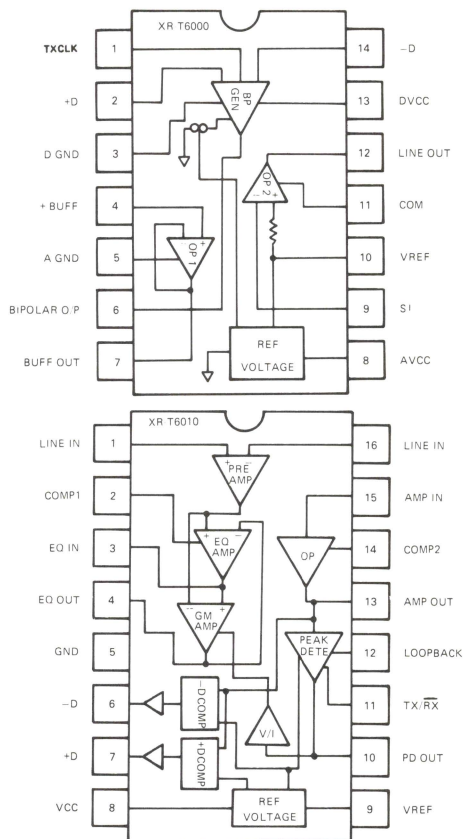 XR T6000
TXCLK 1
14 -D
+D 2
13 DVCC
D GND 3
12 LINE OUT
+ BUFF 4
11 COM
A GND 5
10 VREF
BIPOLAR O/P 6
9 SI
BUFF OUT 7
8 AVCC
BP GEN
OP 2
+
-
OP 1
+
-
REF
VOLTAGE
XR T6010
LINE IN 1
16 LINE IN
COMP1 2
15 AMP IN
EQ IN 3
14 COMP2
EQ OUT 4
13 AMP OUT
GND 5
12 LOOPBACK
-D 6
11 TX/RX
+D 7
10 PD OUT
VCC 8
9 VREF
+ -
PRE
AMP
+ -
EQ
AMP
- +
GM
AMP
OP
PEAK
DETE
V/I
-DCOMP
+DCOMP
REF
VOLTAGE